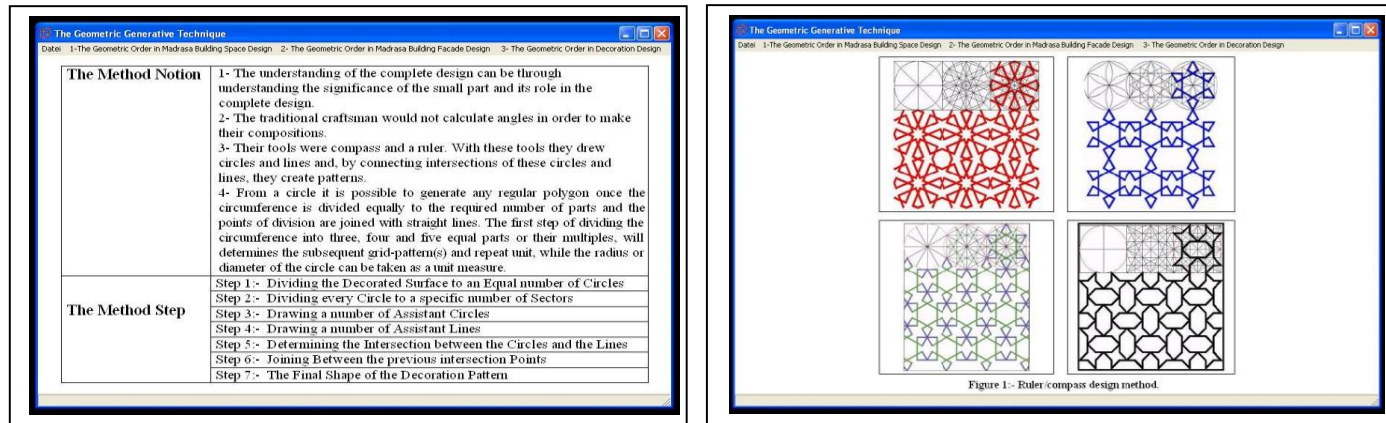 The Geometric Generative Technique
Datei 1-The Geometric Order in Madrasa Building Space Design 2- The Geometric Order in Madrasa Building Facade Design 3- The Geometric Order in Decoration Design
The Method Notion
1- The understanding of the complete design can be through
understanding the significance of the small part and its role in the
complete design.
2- The traditional craftsman would not calculate angles in order to make
their compositions.
3- Their tools were compass and a ruler. With these tools they drew
circles and lines and, by connecting intersections of these circles and
lines, they create patterns.
4- From a circle it is possible to generate any regular polygon once the
circumference is divided equally to the required number of parts and the
points of division are joined with straight lines. The first step of dividing the
circumference into three, four and five equal parts or their multiples, will
determines the subsequent grid-pattern(s) and repeat unit, while the radius or
diameter of the circle can be taken as a unit measure.
The Method Step
Step 1:- Dividing the Decorated Surface to an Equal number of Circles
Step 2:- Dividing every Circle to a specific number of Sectors
Step 3:- Drawing a number of Assistant Circles
Step 4:- Drawing a number of Assistant Lines
Step 5:- Determining the Intersection between the Circles and the Lines
Step 6:- Joining Between the previous intersection Points
Step 7:- The Final Shape of the Decoration Pattern
The Geometric Generative Technique
Datei 1-The Geometric Order in Madrasa Building Space Design 2- The Geometric Order in Madrasa Building Facade Design 3- The Geometric Order in Decoration Design
Figure 1:- Ruler/compass design method.